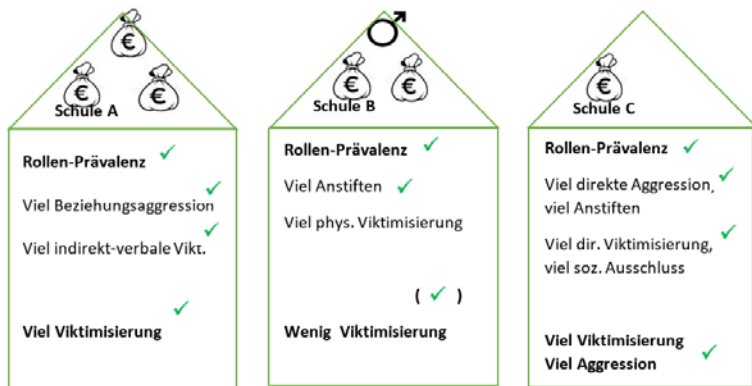 €
€ €
Schule A
Rollen-Prävalenz ✓
Viel Beziehungsaggression ✓
Viel indirekt-verbale Vikt. ✓
✓
Viel Viktimisierung
♂
€ €
Schule B
Rollen-Prävalenz ✓
Viel Anstiften ✓
Viel phys. Viktimisierung
( ✓ )
Wenig Viktimisierung
€
Schule C
Rollen-Prävalenz ✓
Viel direkte Aggression, ✓
viel Anstiften
Viel dir. Viktimisierung, ✓
viel soz. Ausschluss
Viel Viktimisierung
Viel Aggression ✓